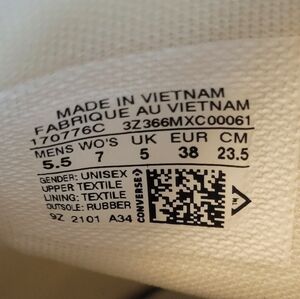 MADE IN VIETNAM
FABRIQUE AU VIETNAM
170776C 3Z366MXC00061
MENS WO'S UK EUR CM
5.5 7 5 38 23.5
GENDER: UNISEX
UPPER TEXTILE
LINING: TEXTILE
OUTSOLE: RUBBER
9Z 2101 A34
CONVERSE